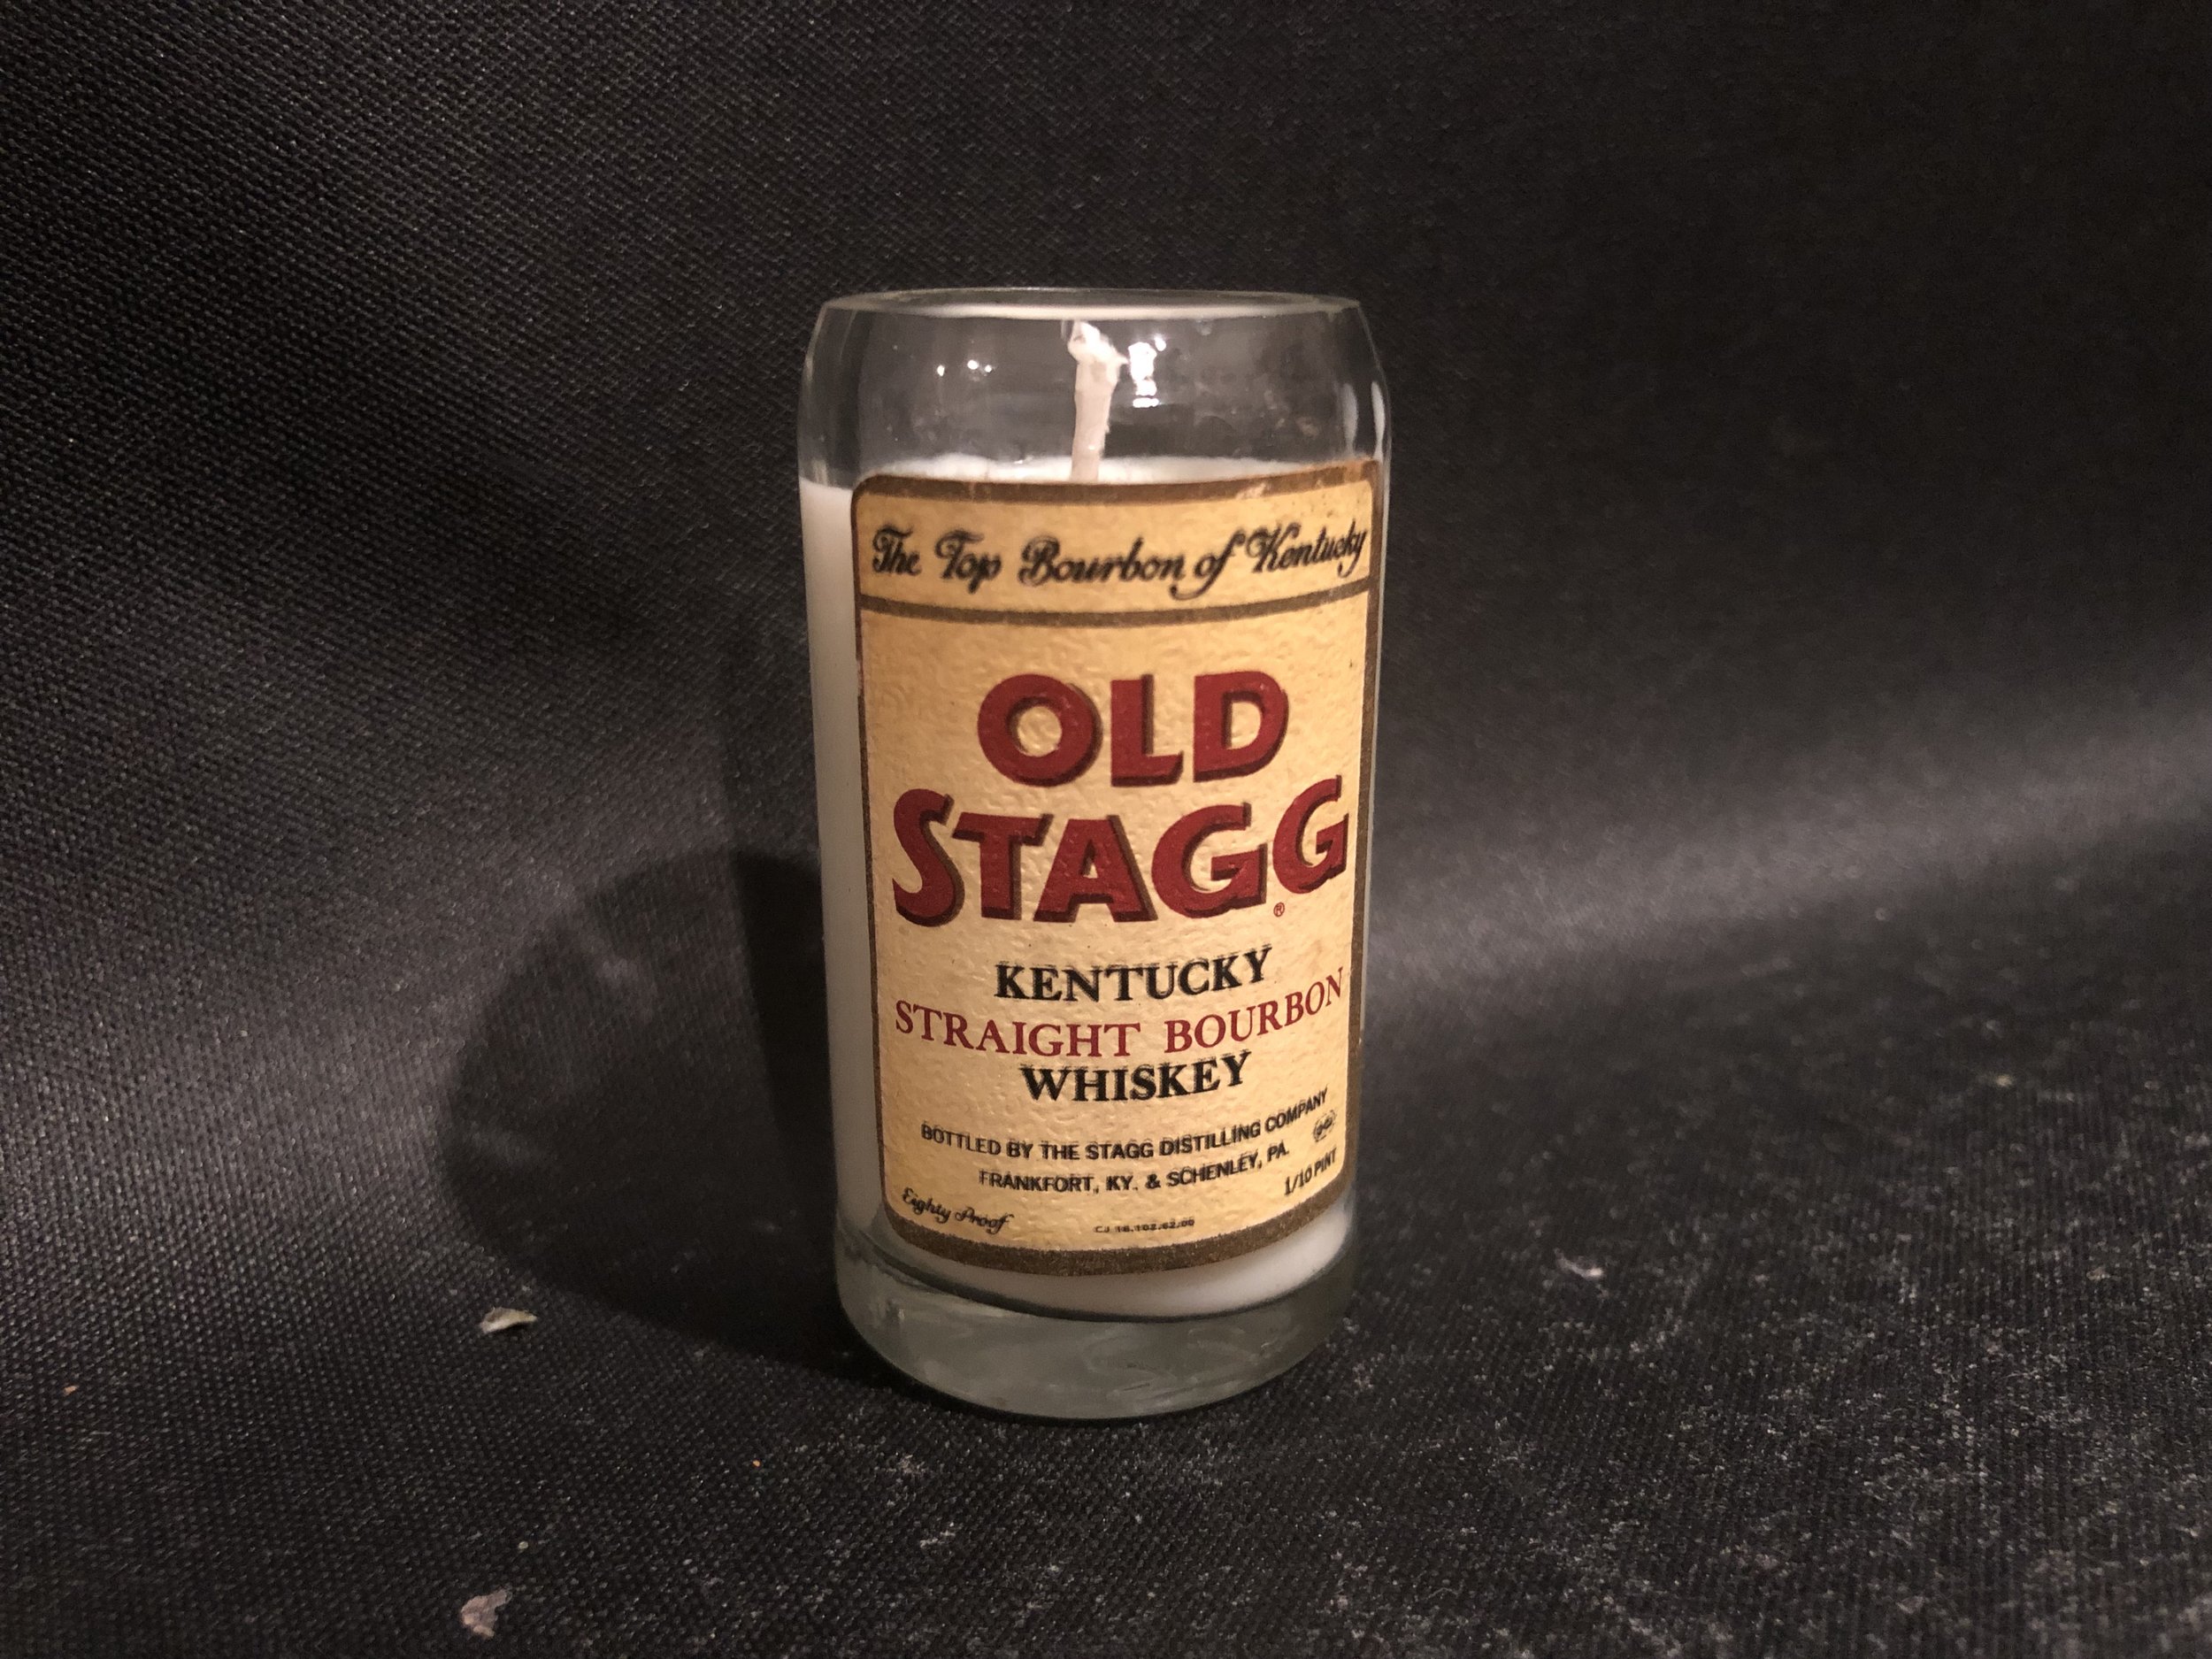 The Top Bourbon of Kentucky
OLD
STAGG
®
KENTUCKY
STRAIGHT BOURBON
WHISKEY
BOTTLED BY THE STAGG DISTILLING COMPANY
FRANKFORT, KY. & SCHENLEY, PA.
1/10 PINT
Eighty Proof